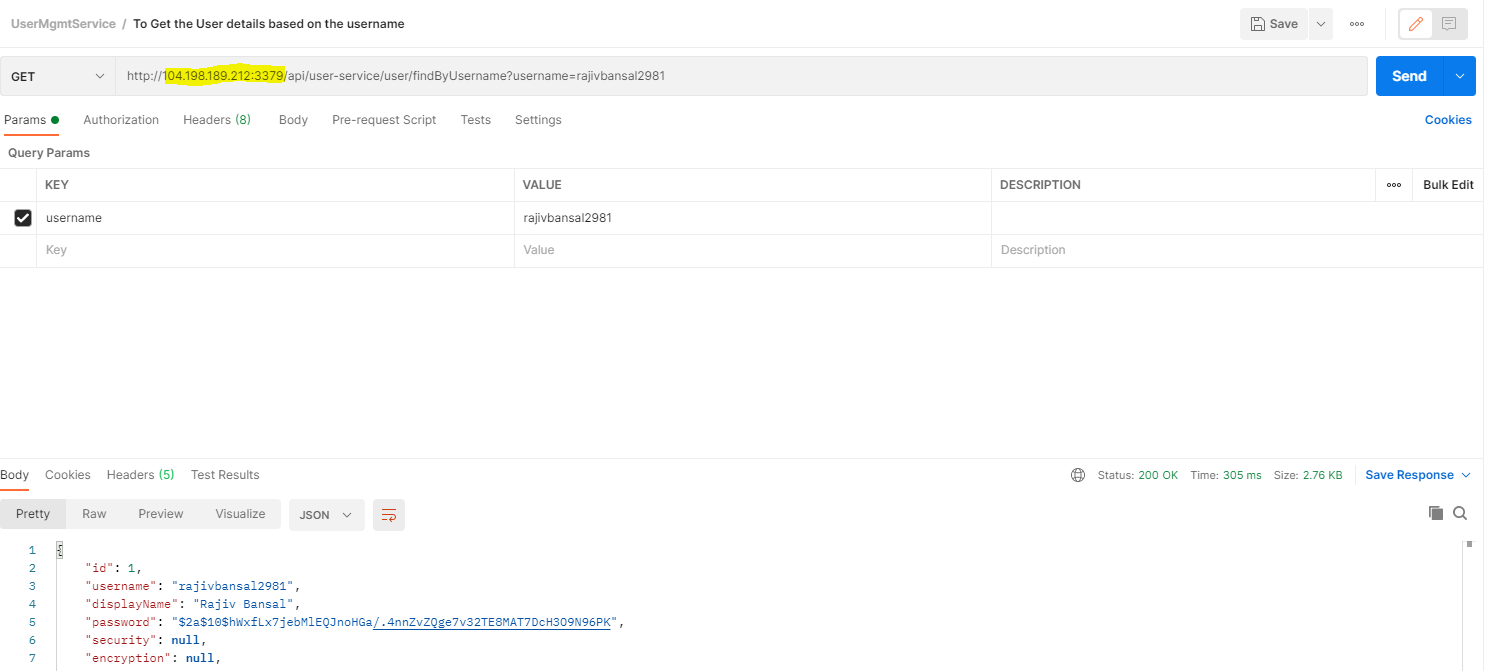 UserMgmtService / To Get the User details based on the username
Save
GET http://104.198.189.212:3379/api/user-service/user/findByUsername?username=rajivbansal2981 Send
Params Authorization Headers (8) Body Pre-request Script Tests Settings Cookies
Query Params
KEY VALUE DESCRIPTION Bulk Edit
username rajivbansal2981
Key Value Description
Body Cookies Headers (5) Test Results Status: 200 OK Time: 305 ms Size: 2.76 KB Save Response
Pretty Raw Preview Visualize JSON
1 {
2 "id": 1,
3 "username": "rajivbansal2981",
4 "displayName": "Rajiv Bansal",
5 "password": "$2a$10$hWxfLx7jebMlEQJnoHGa/.4nnZvZQge7v32TE8MAT7DcH3O9N96PK",
6 "security": null,
7 "encryption": null,